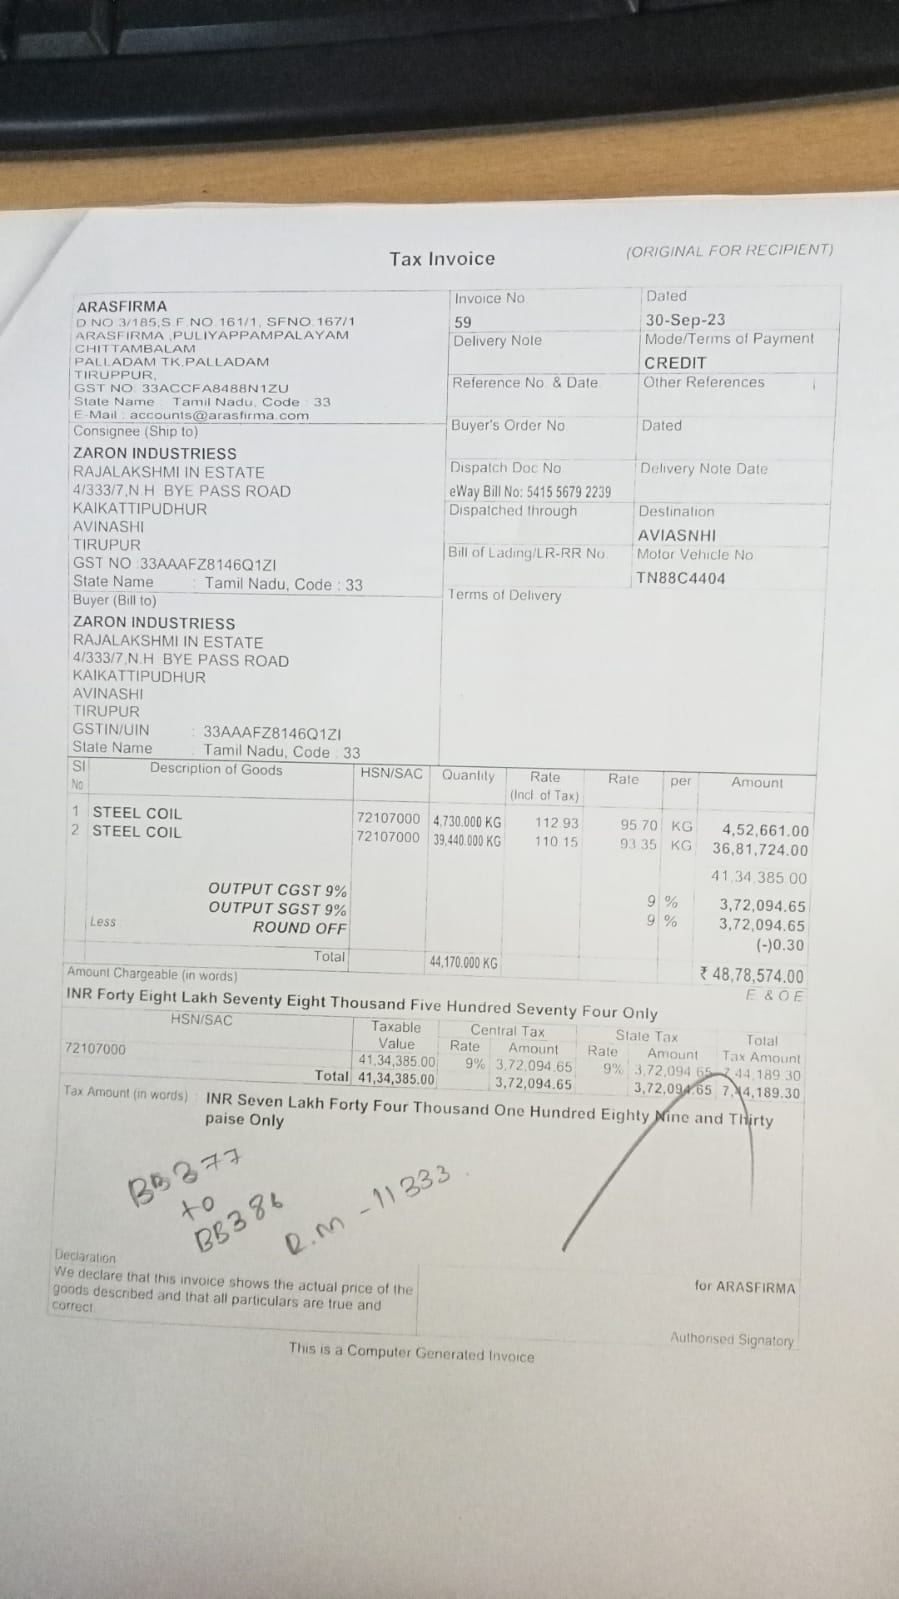 Tax Invoice
(ORIGINAL FOR RECIPIENT)
ARASFIRMA
D NO 3/185,S.F.NO.161/1, SFNO.167/1
ARASFIRMA ,PULIYAPPAMPALAYAM
CHITTAMBALAM
PALLADAM TK,PALLADAM
TIRUPPUR,
GST NO: 33ACCFA8488N1ZU
State Name : Tamil Nadu, Code : 33
E-Mail : accounts@arasfirma.com
Invoice No
59
Dated
30-Sep-23
Delivery Note
Mode/Terms of Payment
CREDIT
Reference No. & Date.
Other References
Buyer's Order No
Dated
Dispatch Doc No
eWay Bill No: 5415 5679 2239
Delivery Note Date
Dispatched through
Destination
AVIASNHI
Bill of Lading/LR-RR No.
Motor Vehicle No
TN88C4404
Terms of Delivery
Consignee (Ship to)
ZARON INDUSTRIESS
RAJALAKSHMI IN ESTATE
4/333/7,N.H BYE PASS ROAD
KAIKATTIPUDHUR
AVINASHI
TIRUPUR
GST NO :33AAAFZ8146Q1ZI
State Name : Tamil Nadu, Code : 33
Buyer (Bill to)
ZARON INDUSTRIESS
RAJALAKSHMI IN ESTATE
4/333/7,N.H BYE PASS ROAD
KAIKATTIPUDHUR
AVINASHI
TIRUPUR
GSTIN/UIN : 33AAAFZ8146Q1ZI
State Name : Tamil Nadu, Code : 33
Sl No Description of Goods HSN/SAC Quantity Rate (Incl. of Tax) Rate per Amount
1 STEEL COIL 72107000 4,730.000 KG 112.93 95.70 KG 4,52,661.00
2 STEEL COIL 72107000 39,440.000 KG 110.15 93.35 KG 36,81,724.00
41,34,385.00
OUTPUT CGST 9% 9 % 3,72,094.65
OUTPUT SGST 9% 9 % 3,72,094.65
Less ROUND OFF (-)0.30
Total 44,170.000 KG ₹ 48,78,574.00
Amount Chargeable (in words) E. & O.E
INR Forty Eight Lakh Seventy Eight Thousand Five Hundred Seventy Four Only
HSN/SAC Taxable Value Central Tax Rate Amount State Tax Rate Amount Total Tax Amount
72107000 41,34,385.00 9% 3,72,094.65 9% 3,72,094.65 7,44,189.30
Total 41,34,385.00 3,72,094.65 3,72,094.65 7,44,189.30
Tax Amount (in words) : INR Seven Lakh Forty Four Thousand One Hundred Eighty Nine and Thirty
paise Only
BB377
to
BB386
R.m - 11333.
Declaration
We declare that this invoice shows the actual price of the
goods described and that all particulars are true and
correct.
for ARASFIRMA
Authorised Signatory
This is a Computer Generated Invoice